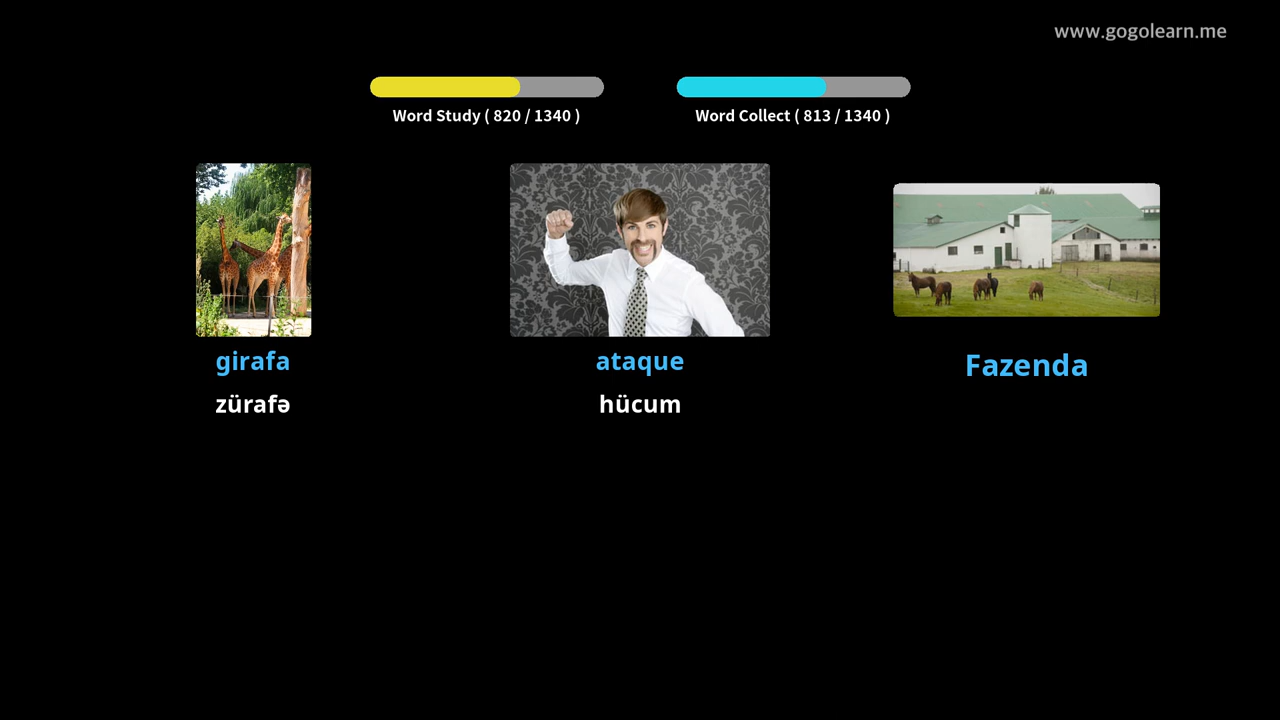 www.gogolearn.me
Word Study ( 820 / 1340 )
Word Collect ( 813 / 1340 )
girafa
zürafə
ataque
hücum
Fazenda